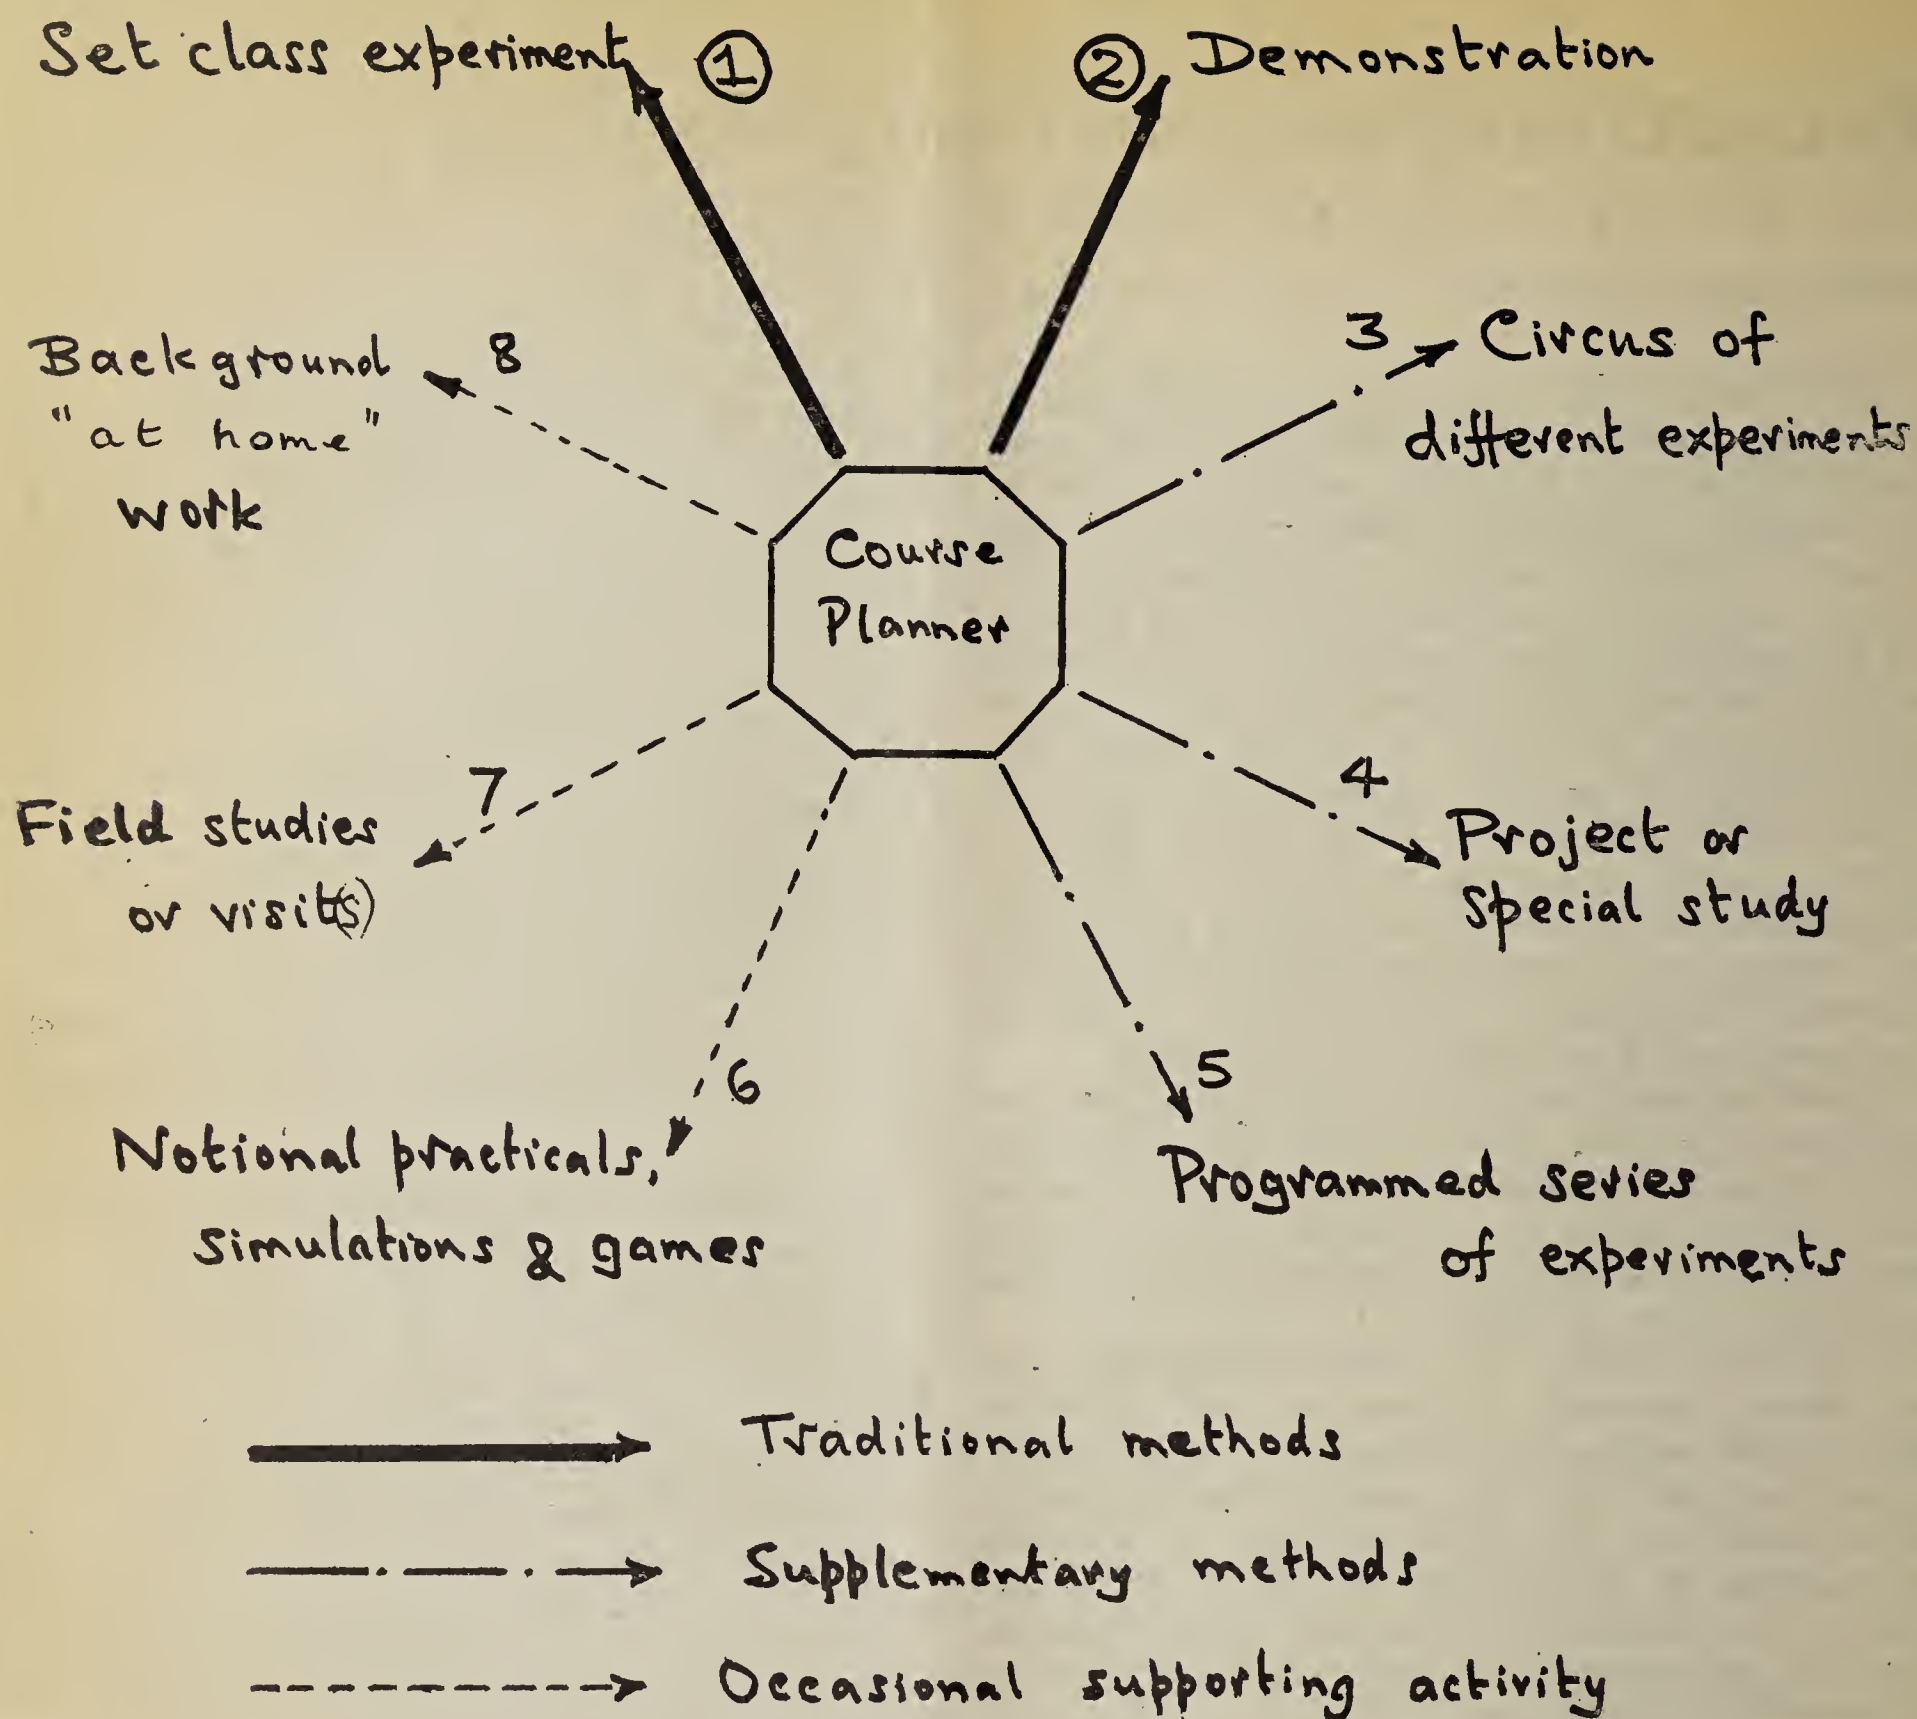 Set class experiment
①
②
Demonstration
8
Background
"at home"
work
3
Circus of
different experiments
Course
Planner
7
Field studies
or visit(s)
4
Project or
special study
6
Notional practicals,
simulations & games
5
Programmed series
of experiments
Traditional methods
Supplementary methods
Occasional supporting activity